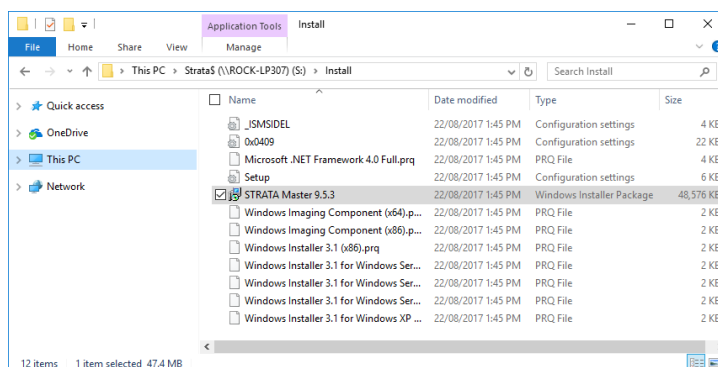 Application Tools Install
File Home Share View Manage
This PC > Strata$ (\\ROCK-LP307) (S:) > Install
Search Install
Quick access
OneDrive
This PC
Network
Name Date modified Type Size
_ISMSIDEL 22/08/2017 1:45 PM Configuration settings 4 KB
0x0409 22/08/2017 1:45 PM Configuration settings 22 KB
Microsoft .NET Framework 4.0 Full.prq 22/08/2017 1:45 PM PRQ File 4 KB
Setup 22/08/2017 1:45 PM Configuration settings 6 KB
STRATA Master 9.5.3 22/08/2017 1:45 PM Windows Installer Package 48,576 KB
Windows Imaging Component (x64).p... 22/08/2017 1:45 PM PRQ File 2 KB
Windows Imaging Component (x86).p... 22/08/2017 1:45 PM PRQ File 2 KB
Windows Installer 3.1 (x86).prq 22/08/2017 1:45 PM PRQ File 2 KB
Windows Installer 3.1 for Windows Ser... 22/08/2017 1:45 PM PRQ File 2 KB
Windows Installer 3.1 for Windows Ser... 22/08/2017 1:45 PM PRQ File 2 KB
Windows Installer 3.1 for Windows Ser... 22/08/2017 1:45 PM PRQ File 2 KB
Windows Installer 3.1 for Windows XP ... 22/08/2017 1:45 PM PRQ File 2 KB
12 items 1 item selected 47.4 MB